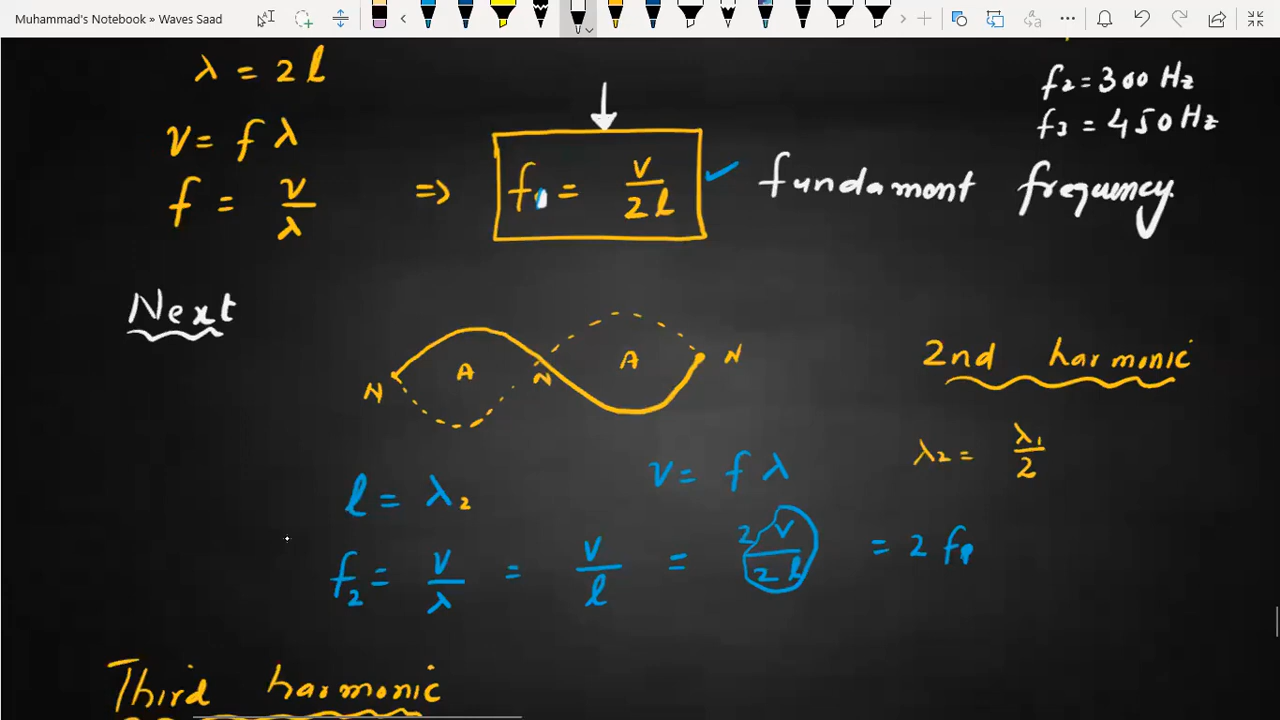 Muhammad's Notebook » Waves Saad
λ = 2l
f2 = 300 Hz
f3 = 450 Hz
v = fλ
f = v/λ ⇒ f = v/2l ✓ fundamont frequency
Next
2nd harmonic
N A N A N
λ2 = λ1/2
l = λ2 v = fλ
f2 = v/λ = v/l = 2v/2l = 2f1
Third harmonic